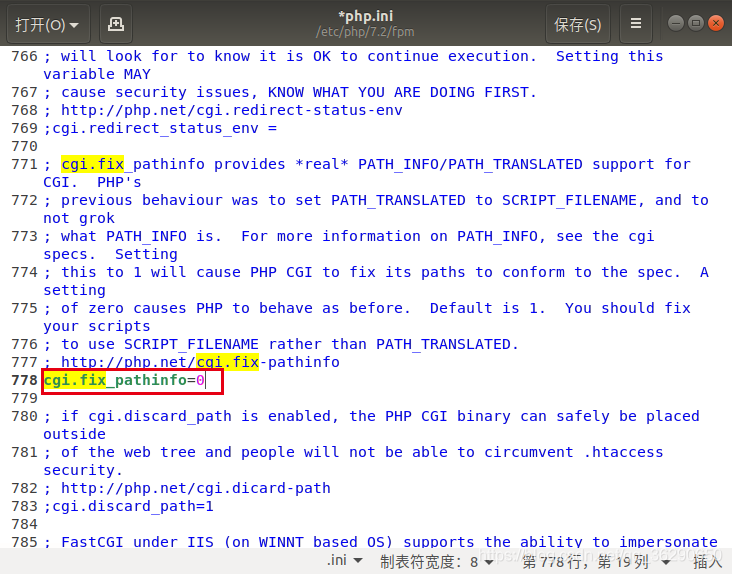 打开(O)
*php.ini
/etc/php/7.2/fpm
保存(S)
766 ; will look for to know it is OK to continue execution.  Setting this
variable MAY
767 ; cause security issues, KNOW WHAT YOU ARE DOING FIRST.
768 ; http://php.net/cgi.redirect-status-env
769 ;cgi.redirect_status_env =
770
771 ; cgi.fix_pathinfo provides *real* PATH_INFO/PATH_TRANSLATED support for
CGI.  PHP's
772 ; previous behaviour was to set PATH_TRANSLATED to SCRIPT_FILENAME, and to
not grok
773 ; what PATH_INFO is.  For more information on PATH_INFO, see the cgi
specs.  Setting
774 ; this to 1 will cause PHP CGI to fix its paths to conform to the spec.  A
setting
775 ; of zero causes PHP to behave as before.  Default is 1.  You should fix
your scripts
776 ; to use SCRIPT_FILENAME rather than PATH_TRANSLATED.
777 ; http://php.net/cgi.fix-pathinfo
778 cgi.fix_pathinfo=0
779
780 ; if cgi.discard_path is enabled, the PHP CGI binary can safely be placed
outside
781 ; of the web tree and people will not be able to circumvent .htaccess
security.
782 ; http://php.net/cgi.dicard-path
783 ;cgi.discard_path=1
784
785 ; FastCGI under IIS (on WINNT based OS) supports the ability to impersonate
.ini 制表符宽度：8 第 778 行，第 19 列 插入